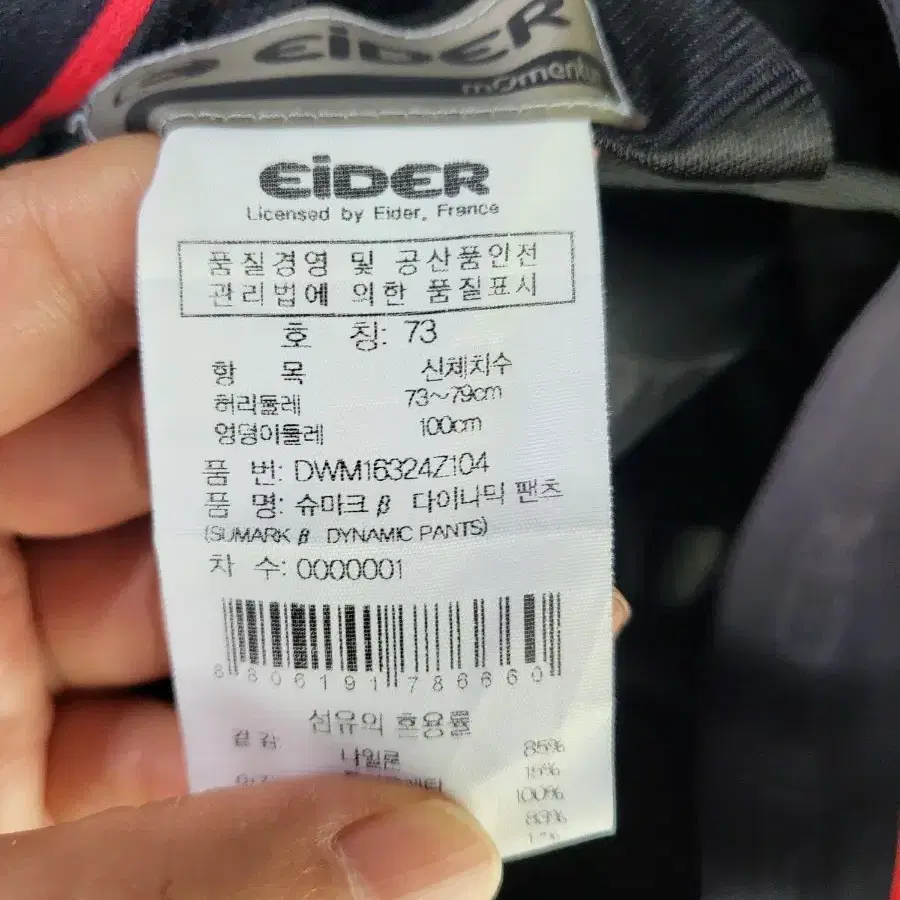 EiDER
momentum
EiDER
Licensed by Eider, France
품질경영 및 공산품안전
관리법에 의한 품질표시
호 칭: 73
항 목 신체치수
허리둘레 73~79cm
엉덩이둘레 100cm
품 번: DWM16324Z104
품 명: 슈마크 β 다이나믹 팬츠
(SUMARK β DYNAMIC PANTS)
차 수: 0000001
8806191786660
섬유의 혼용률
겉감 나일론 85%
15%
100%
83%